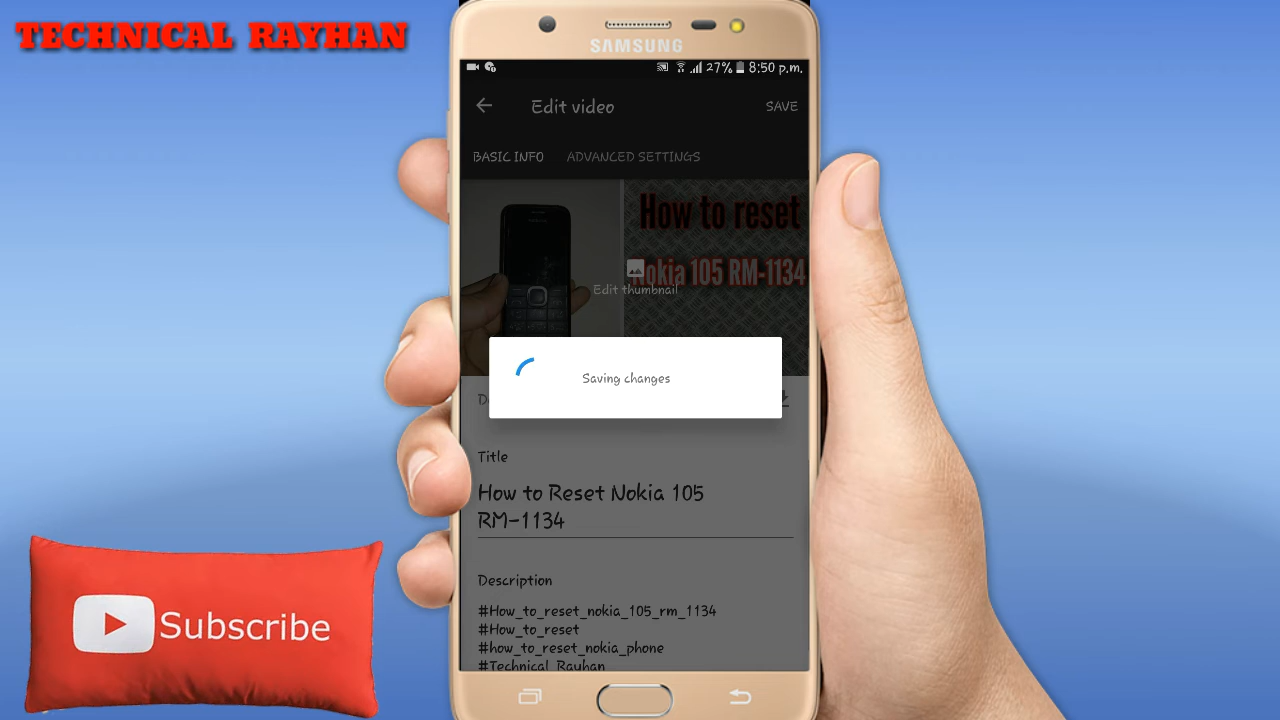 TECHNICAL RAYHAN
SAMSUNG
27% 8:50 p.m.
Edit video
SAVE
BASIC INFO
ADVANCED SETTINGS
How to reset
Nokia 105 RM-1134
Edit thumbnail
Saving changes
Title
How to Reset Nokia 105
RM-1134
Description
#How_to_reset_nokia_105_rm_1134
#How_to_reset
#how_to_reset_nokia_phone
#Technical_Rayhan
Subscribe